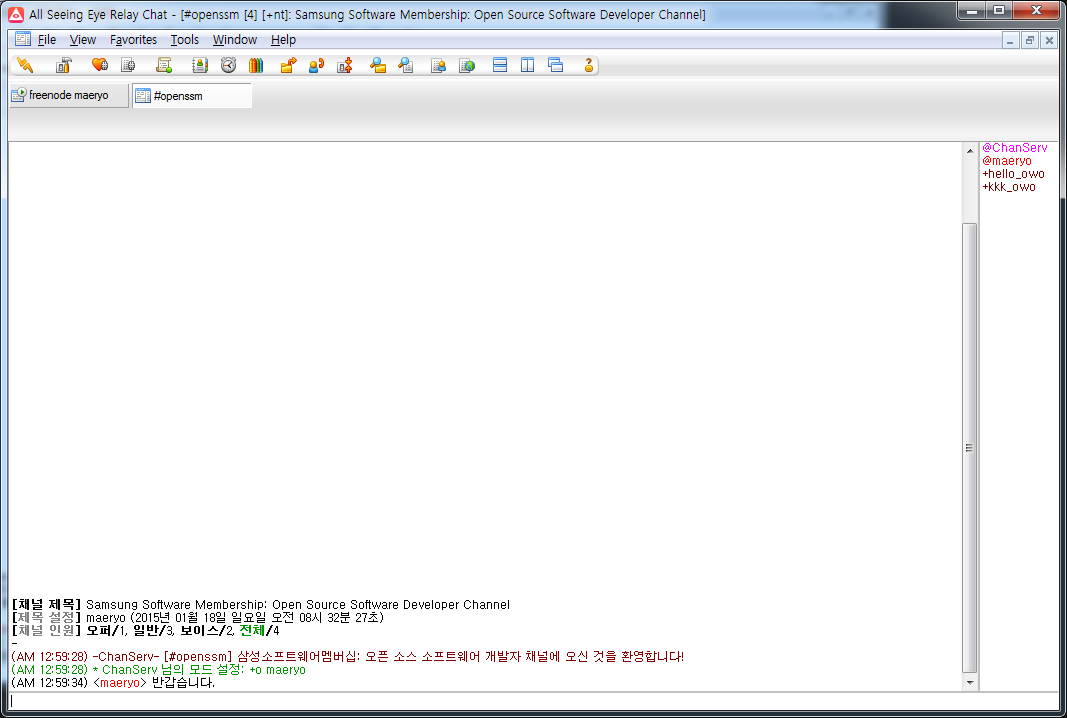 All Seeing Eye Relay Chat - [#openssm [4] [+nt]: Samsung Software Membership: Open Source Software Developer Channel]
File View Favorites Tools Window Help
freenode maeryo #openssm
@ChanServ
@maeryo
+hello_owo
+kkk_owo
[채널 제목] Samsung Software Membership: Open Source Software Developer Channel
[제목 설정] maeryo (2015년 01월 18일 일요일 오전 08시 32분 27초)
[채널 인원] 오퍼/1, 일반/3, 보이스/2, 전체/4
-
(AM 12:59:28) -ChanServ- [#openssm] 삼성소프트웨어멤버십: 오픈 소스 소프트웨어 개발자 채널에 오신 것을 환영합니다!
(AM 12:59:28) * ChanServ 님의 모드 설정: +o maeryo
(AM 12:59:34) <maeryo> 반갑습니다.